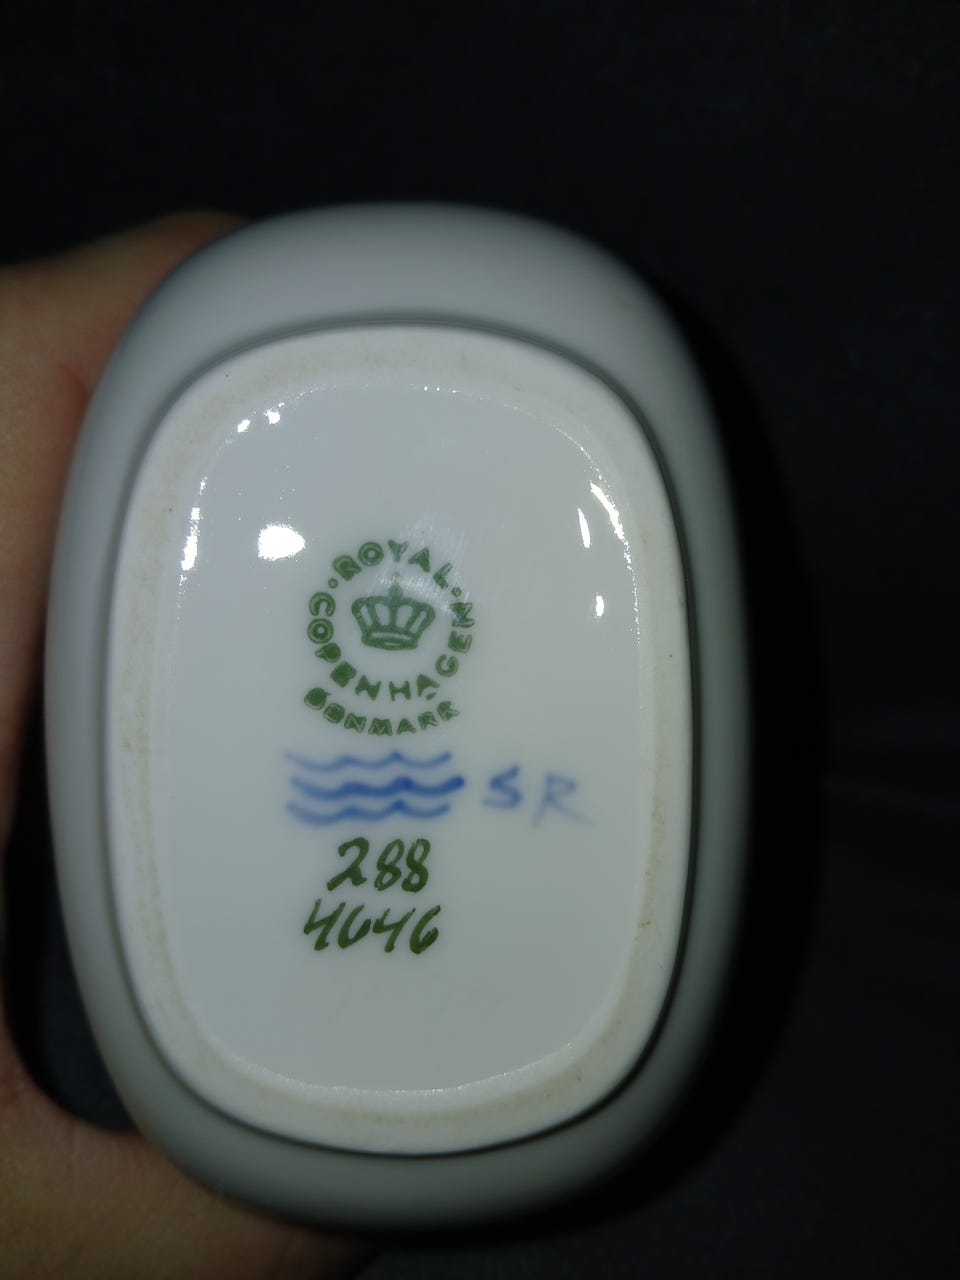 ROYAL
COPENHAGEN
DENMARK
SR
288
4646